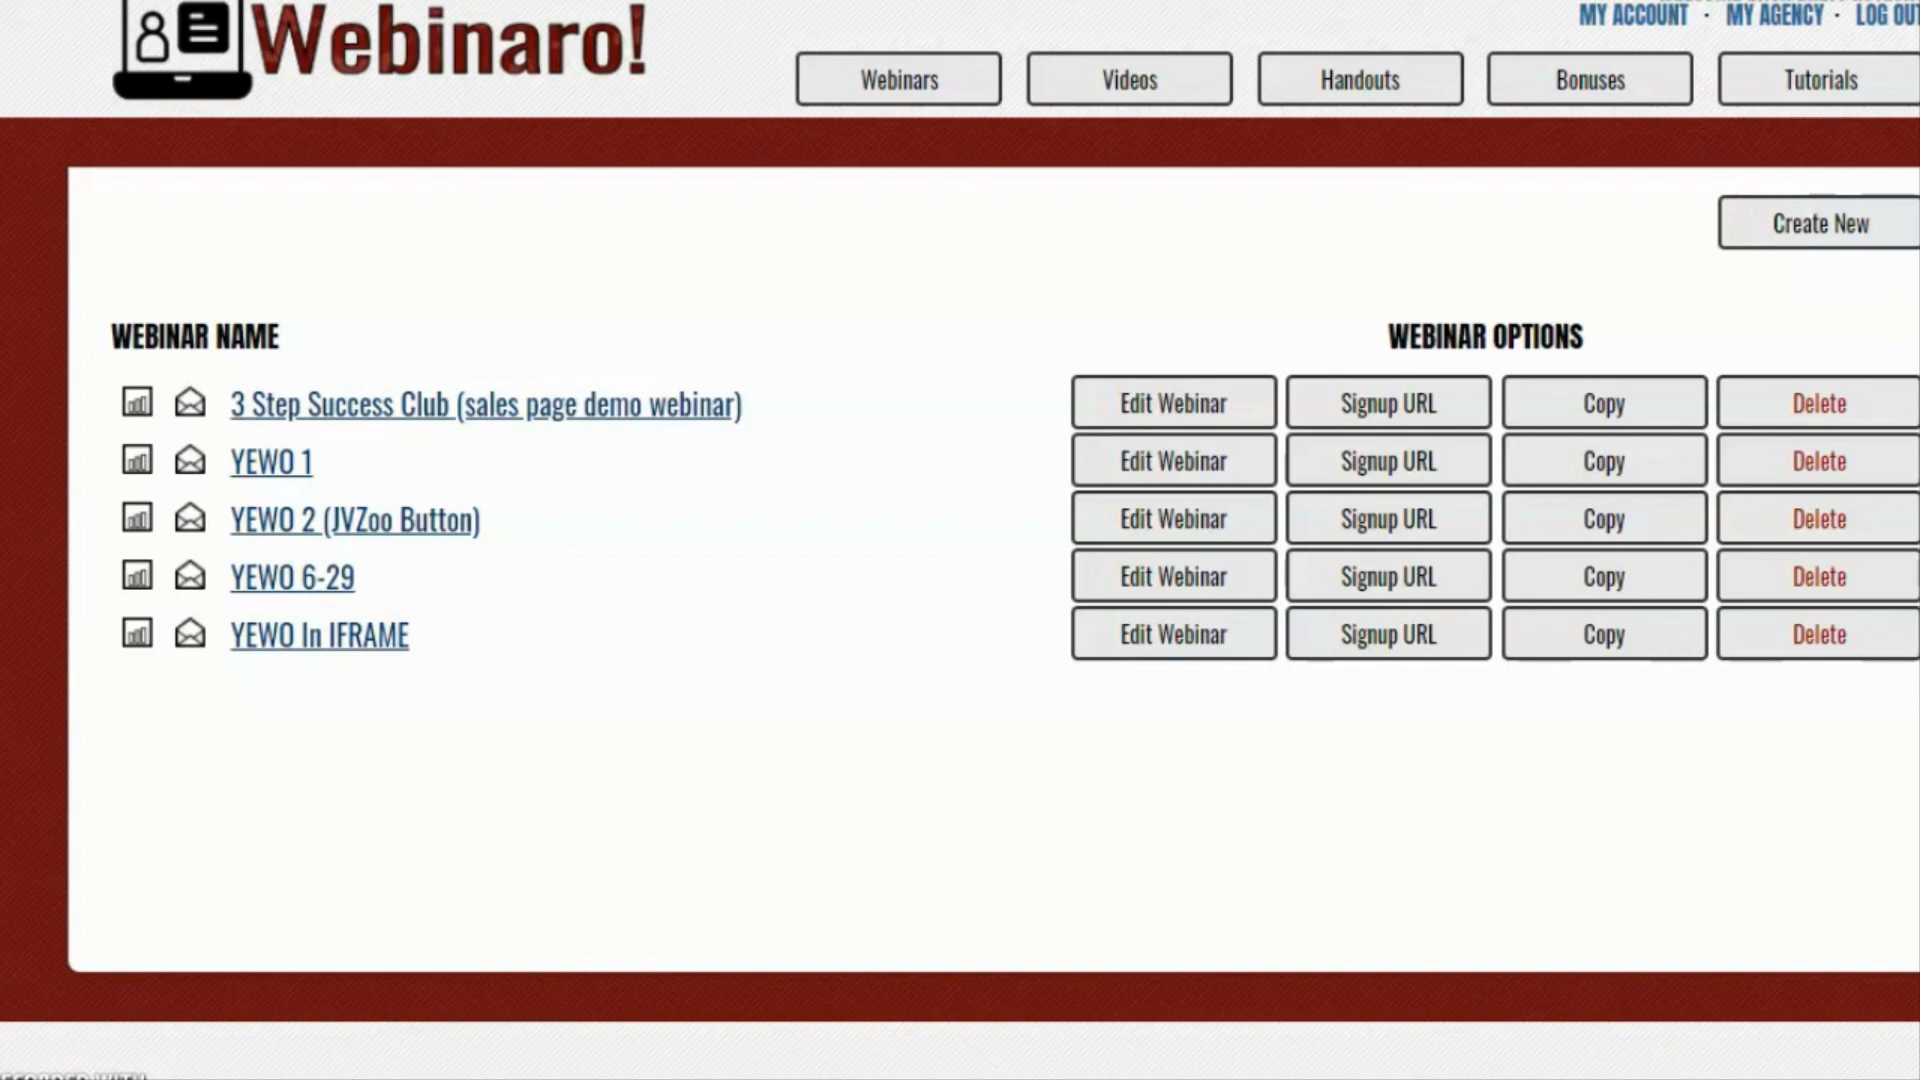 MY ACCOUNT · MY AGENCY · LOG OUT
Webinaro!
Webinars Videos Handouts Bonuses Tutorials
Create New
WEBINAR NAME WEBINAR OPTIONS
3 Step Success Club (sales page demo webinar) Edit Webinar Signup URL Copy Delete
YEWO 1 Edit Webinar Signup URL Copy Delete
YEWO 2 (JVZoo Button) Edit Webinar Signup URL Copy Delete
YEWO 6-29 Edit Webinar Signup URL Copy Delete
YEWO In IFRAME Edit Webinar Signup URL Copy Delete